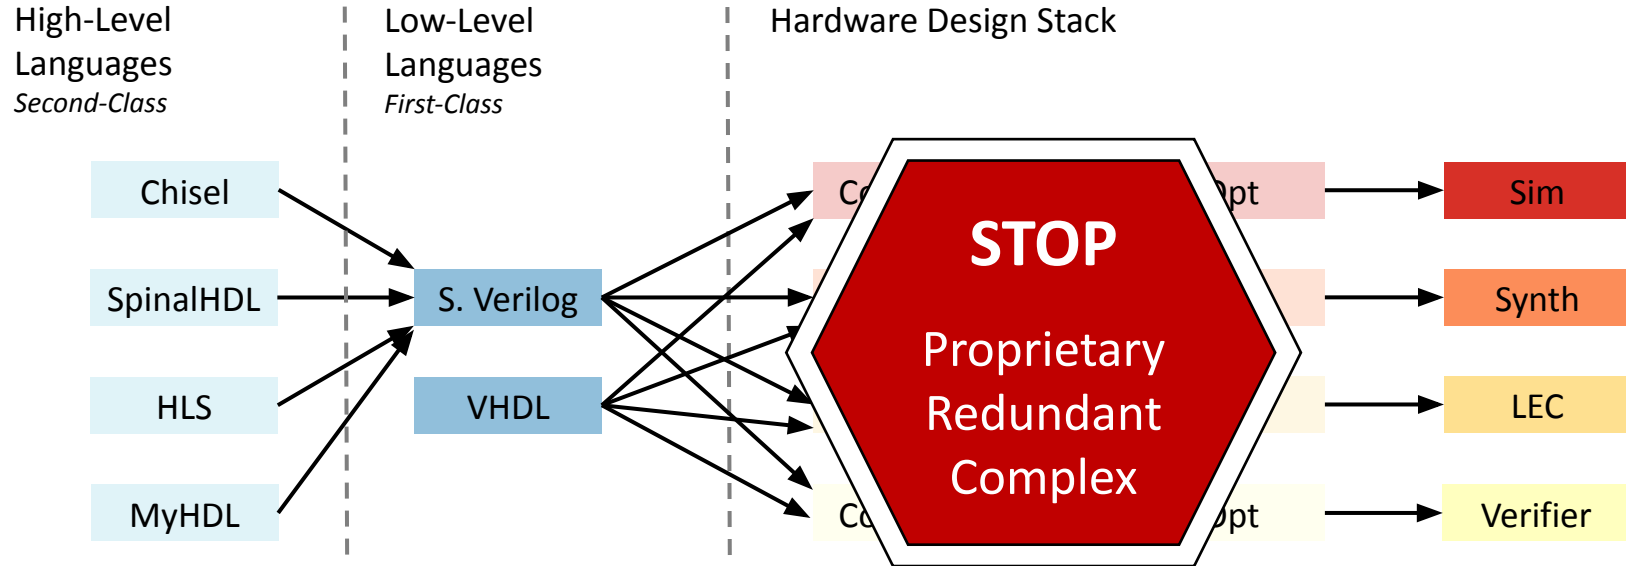 High-Level
Languages
Second-Class
Low-Level
Languages
First-Class
Hardware Design Stack
Chisel
SpinalHDL
HLS
MyHDL
S. Verilog
VHDL
STOP
Proprietary
Redundant
Complex
Sim
Synth
LEC
Verifier